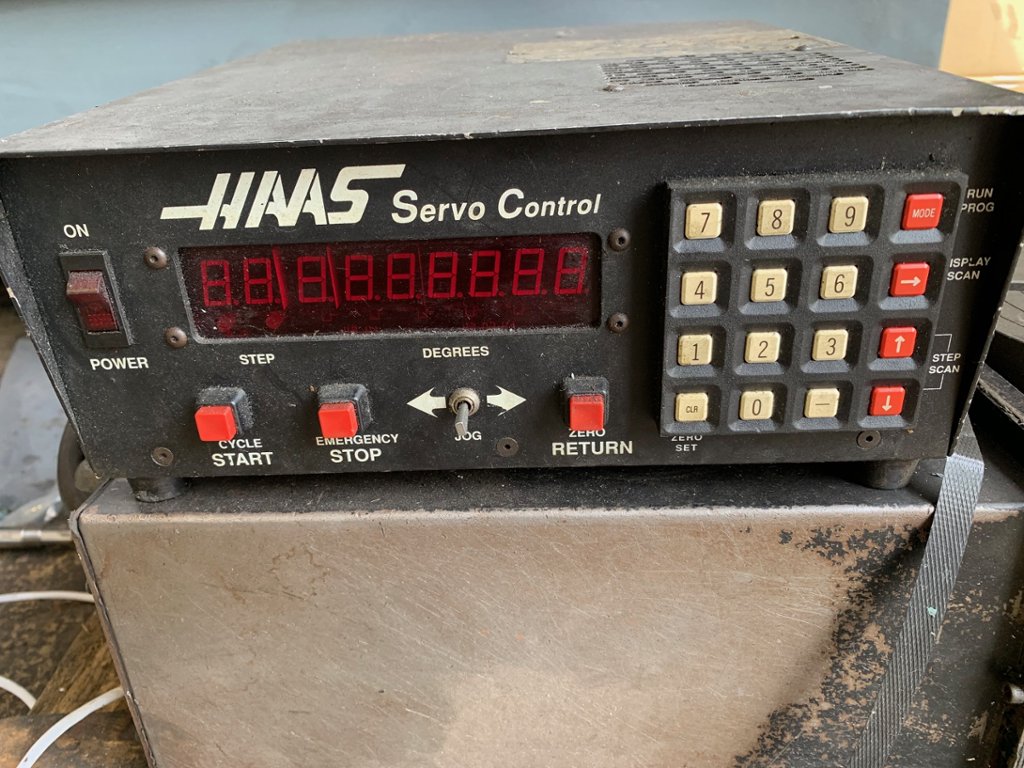 HAAS Servo Control
ON
POWER
STEP
DEGREES
CYCLE
START
EMERGENCY
STOP
JOG
ZERO
RETURN
7 8 9 MODE
RUN
PROG
4 5 6 →
DISPLAY
SCAN
1 2 3 ↑
STEP
SCAN
CLR 0 — ↓
ZERO
SET